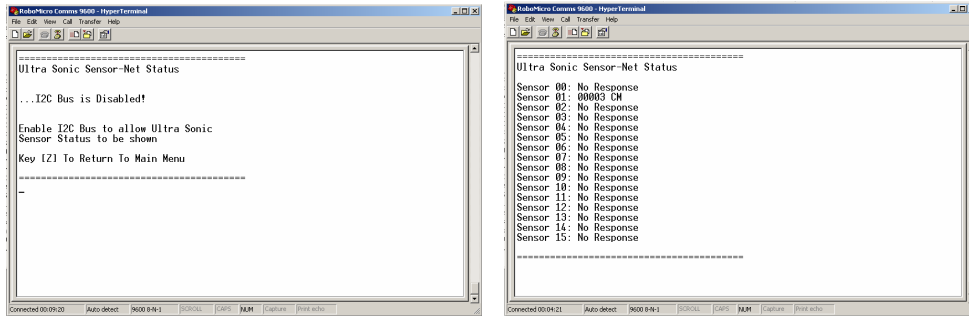 RoboMicro Comms 9600 - HyperTerminal
File Edit View Call Transfer Help
=========================================
Ultra Sonic Sensor-Net Status
...I2C Bus is Disabled!
Enable I2C Bus to allow Ultra Sonic
Sensor Status to be shown
Key [Z] To Return To Main Menu
=========================================
_
Connected 00:09:20 Auto detect 9600 8-N-1 SCROLL CAPS NUM Capture Print echo
RoboMicro Comms 9600 - HyperTerminal
File Edit View Call Transfer Help
=========================================
Ultra Sonic Sensor-Net Status
Sensor 00: No Response
Sensor 01: 00003 CM
Sensor 02: No Response
Sensor 03: No Response
Sensor 04: No Response
Sensor 05: No Response
Sensor 06: No Response
Sensor 07: No Response
Sensor 08: No Response
Sensor 09: No Response
Sensor 10: No Response
Sensor 11: No Response
Sensor 12: No Response
Sensor 13: No Response
Sensor 14: No Response
Sensor 15: No Response
=========================================
Connected 00:04:21 Auto detect 9600 8-N-1 SCROLL CAPS NUM Capture Print echo